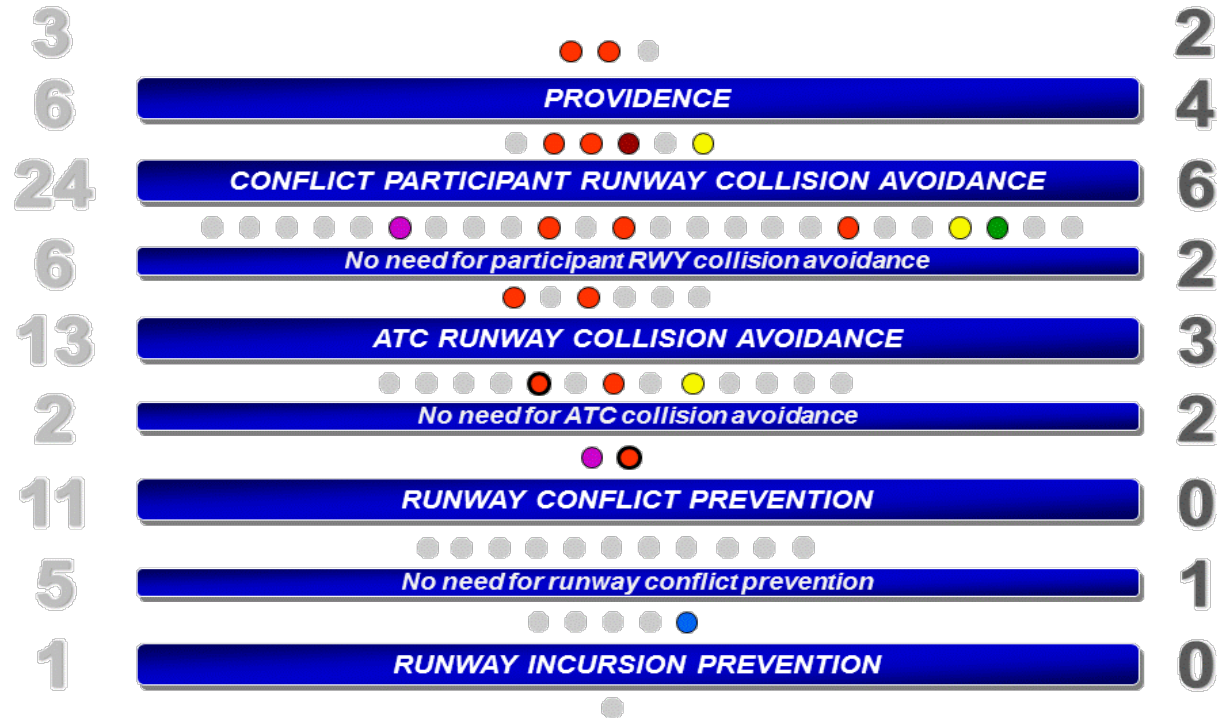 3
2
PROVIDENCE
6
4
CONFLICT PARTICIPANT RUNWAY COLLISION AVOIDANCE
24
6
No need for participant RWY collision avoidance
6
2
ATC RUNWAY COLLISION AVOIDANCE
13
3
No need for ATC collision avoidance
2
2
RUNWAY CONFLICT PREVENTION
11
0
No need for runway conflict prevention
5
1
RUNWAY INCURSION PREVENTION
1
0